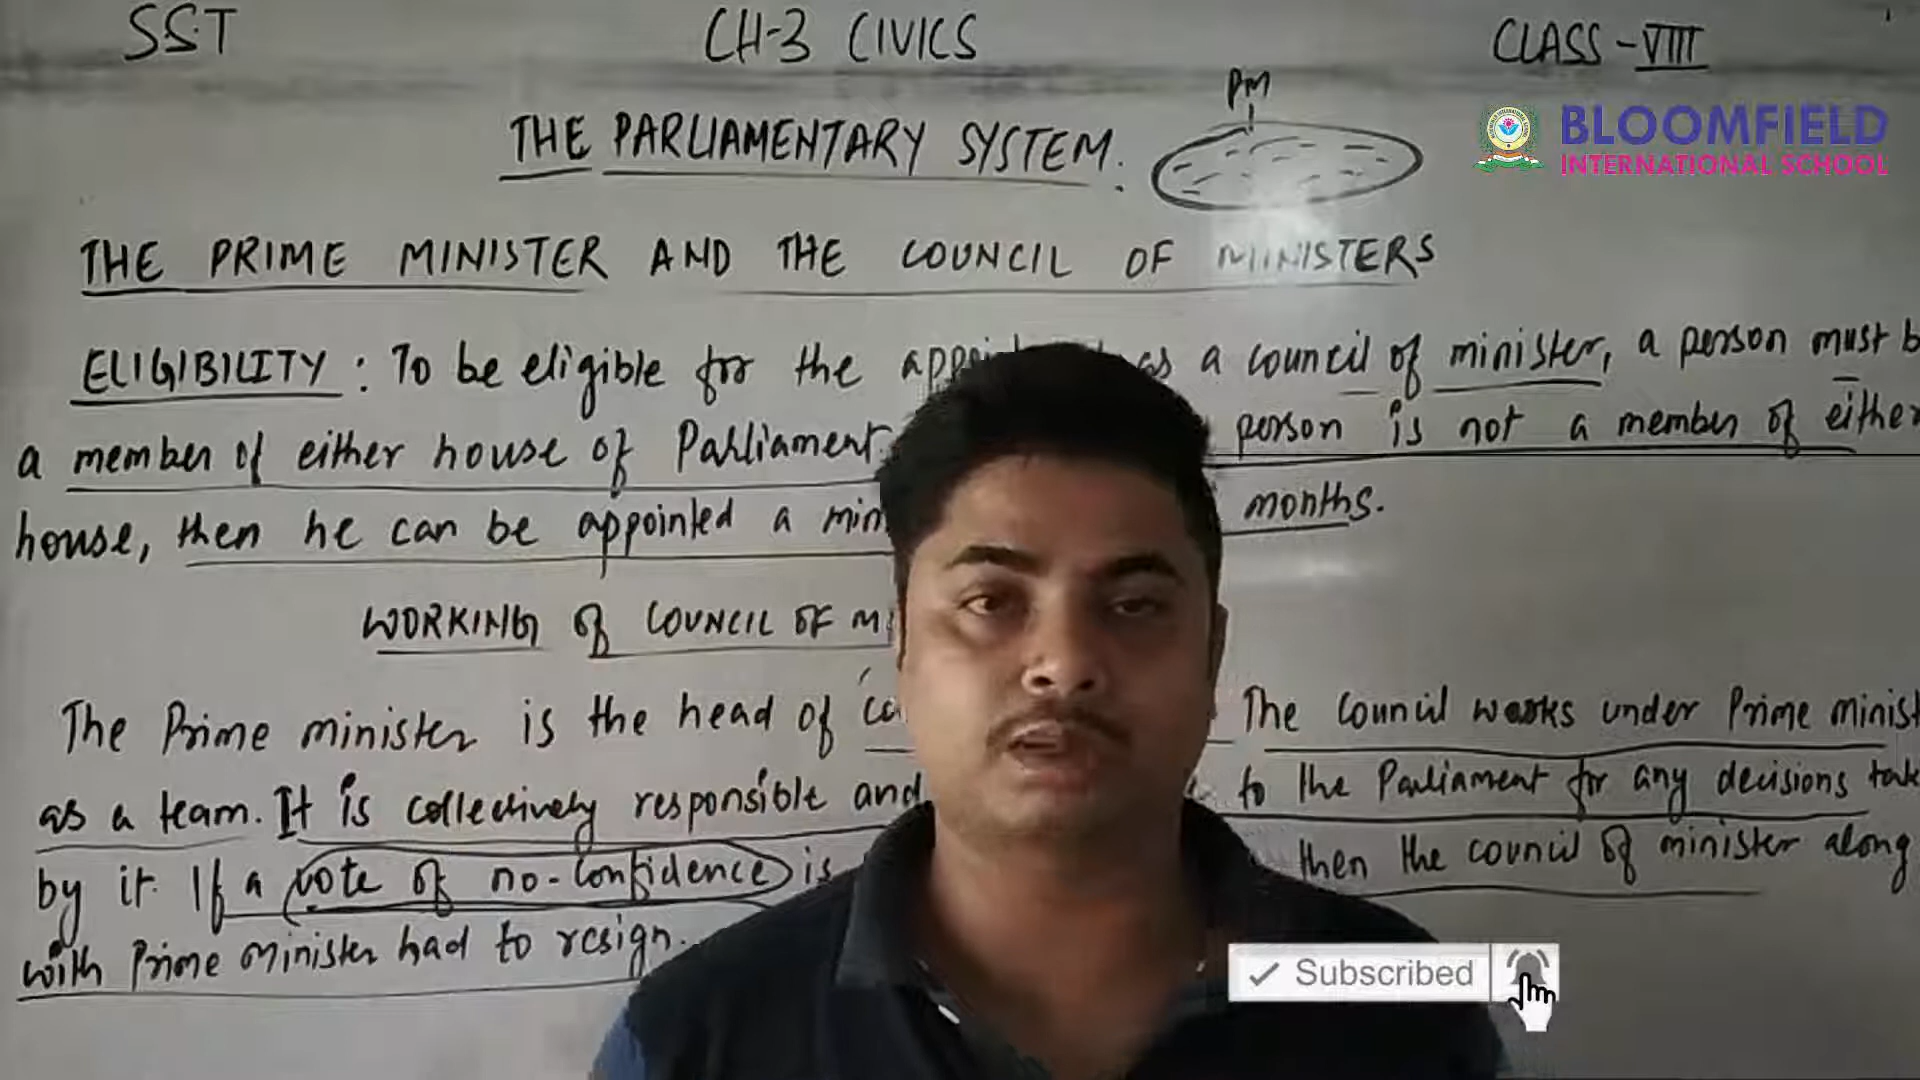 SST CH-3 CIVICS CLASS-VIII
PM
BLOOMFIELD
INTERNATIONAL SCHOOL
THE PARLIAMENTARY SYSTEM.
THE PRIME MINISTER AND THE COUNCIL OF MINISTERS
ELIGIBILITY : To be eligible for the as a council of minister, a person must
a member of either house of Parliament person is not a member of either
house, then he can be appointed a months.
WORKING of COUNCIL OF
The Prime minister is the head of The Council works under Prime
as a team. It is collectively responsible and to the Parliament for any decisions
by it. If a vote of no-confidence is then the council of minister along
with Prime minister had to resign.
Subscribed